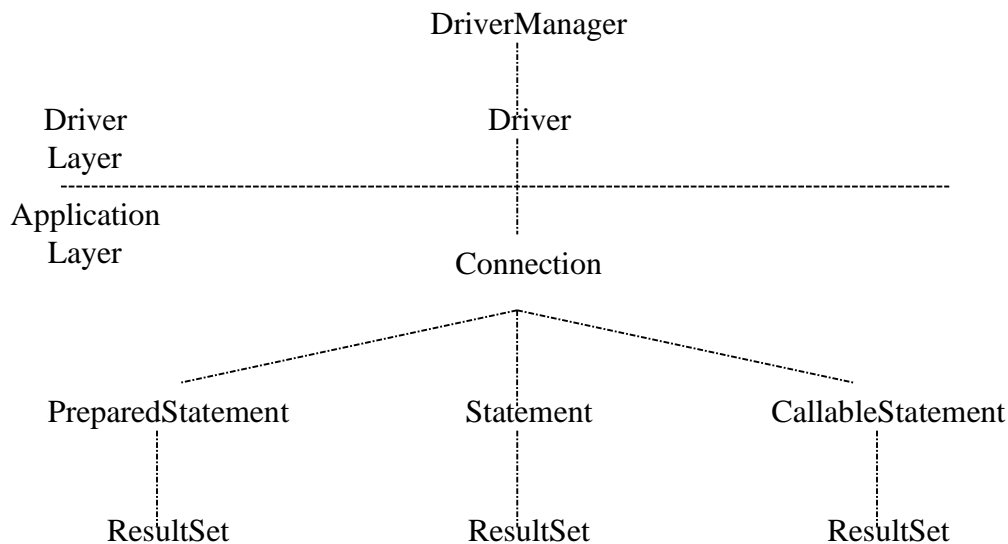 DriverManager
Driver
Layer
Driver
Application
Layer
Connection
PreparedStatement
Statement
CallableStatement
ResultSet
ResultSet
ResultSet